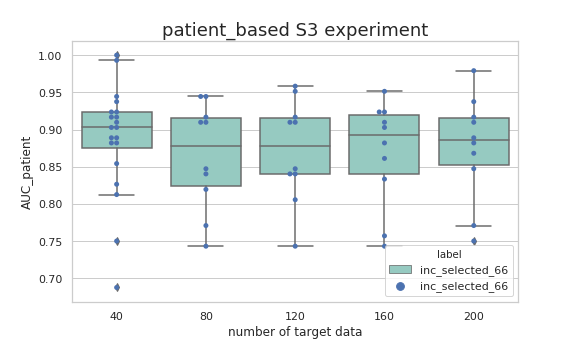 patient_based S3 experiment
1.00
0.95
0.90
0.85
0.80
0.75
0.70
AUC_patient
40
80
120
160
200
number of target data
label
inc_selected_66
inc_selected_66